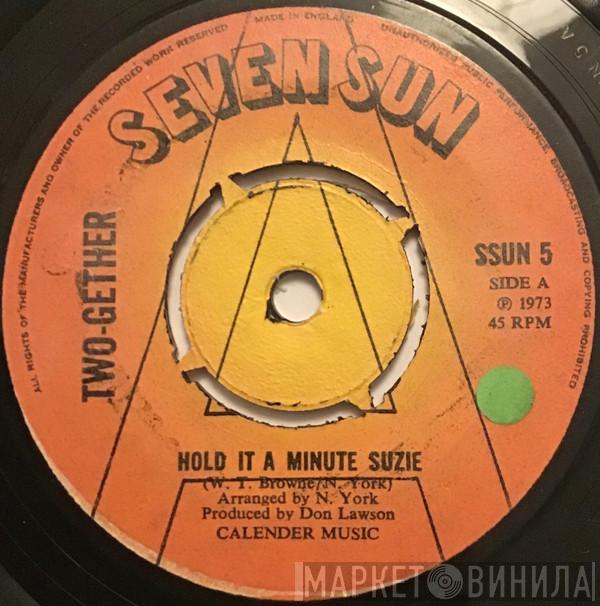 MADE IN ENGLAND
ALL RIGHTS OF THE MANUFACTURERS AND OWNER OF THE RECORDED WORK RESERVED
UNAUTHORISED PUBLIC PERFORMANCE, BROADCASTING AND COPYING PROHIBITED
SEVEN SUN
A
TWO-GETHER
SSUN 5
SIDE A
℗ 1973
45 RPM
HOLD IT A MINUTE SUZIE
(W. T. Browne/N. York)
Arranged by N. York
Produced by Don Lawson
CALENDER MUSIC
МАРКЕТ ВИНИЛА